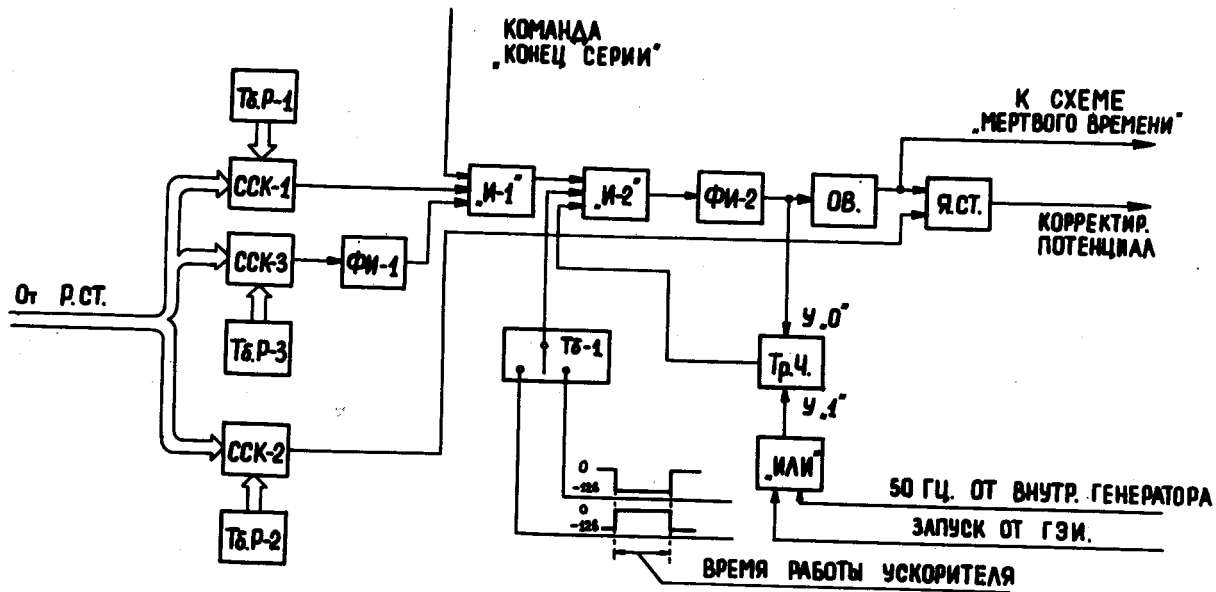 КОМАНДА
„КОНЕЦ СЕРИИ"
К СХЕМЕ
„МЕРТВОГО ВРЕМЕНИ"
Тб.Р-1
ССК-1
„И-1"
„И-2"
ФИ-2
ОВ.
Я.СТ.
КОРРЕКТИР.
ПОТЕНЦИАЛ
ССК-3
ФИ-1
От Р.СТ.
У „0"
Тб-1
Тб.Р-3
Тр.Ч.
У „1"
ССК-2
„ИЛИ"
0
-12б
0
-12б
50 ГЦ. ОТ ВНУТР. ГЕНЕРАТОРА
ЗАПУСК ОТ ГЭИ.
Тб.Р-2
ВРЕМЯ РАБОТЫ УСКОРИТЕЛЯ